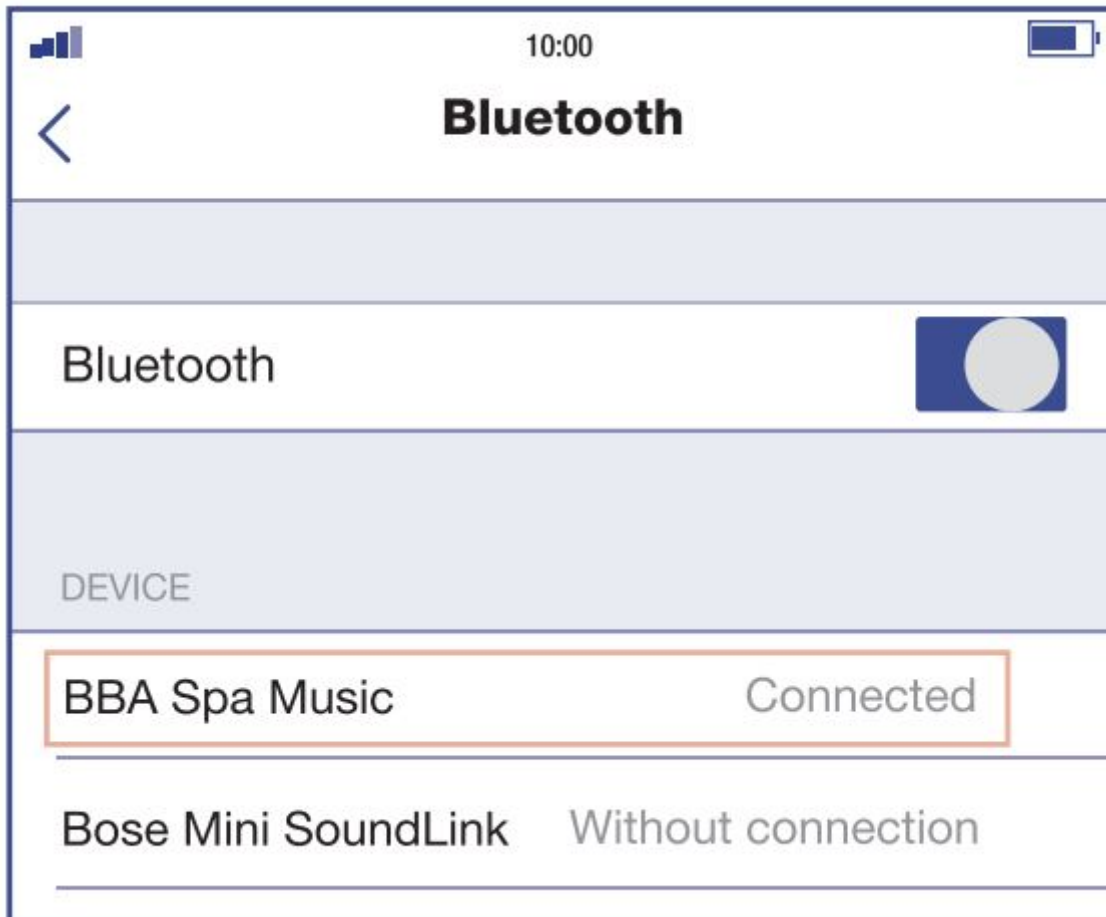 10:00
Bluetooth
Bluetooth
DEVICE
BBA Spa Music Connected
Bose Mini SoundLink Without connection